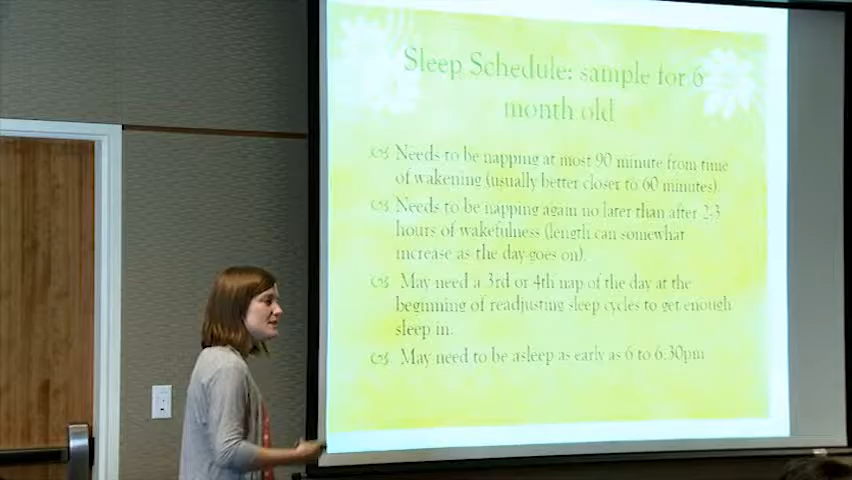 Sleep Schedule: sample for 6
month old
Needs to be napping at most 90 minute from time
of wakening (usually better closer to 60 minutes).
Needs to be napping again no later than after 2-3
hours of wakefulness (length can somewhat
increase as the day goes on).
May need a 3rd or 4th nap of the day at the
beginning of readjusting sleep cycles to get enough
sleep in.
May need to be asleep as early as 6 to 6:30pm